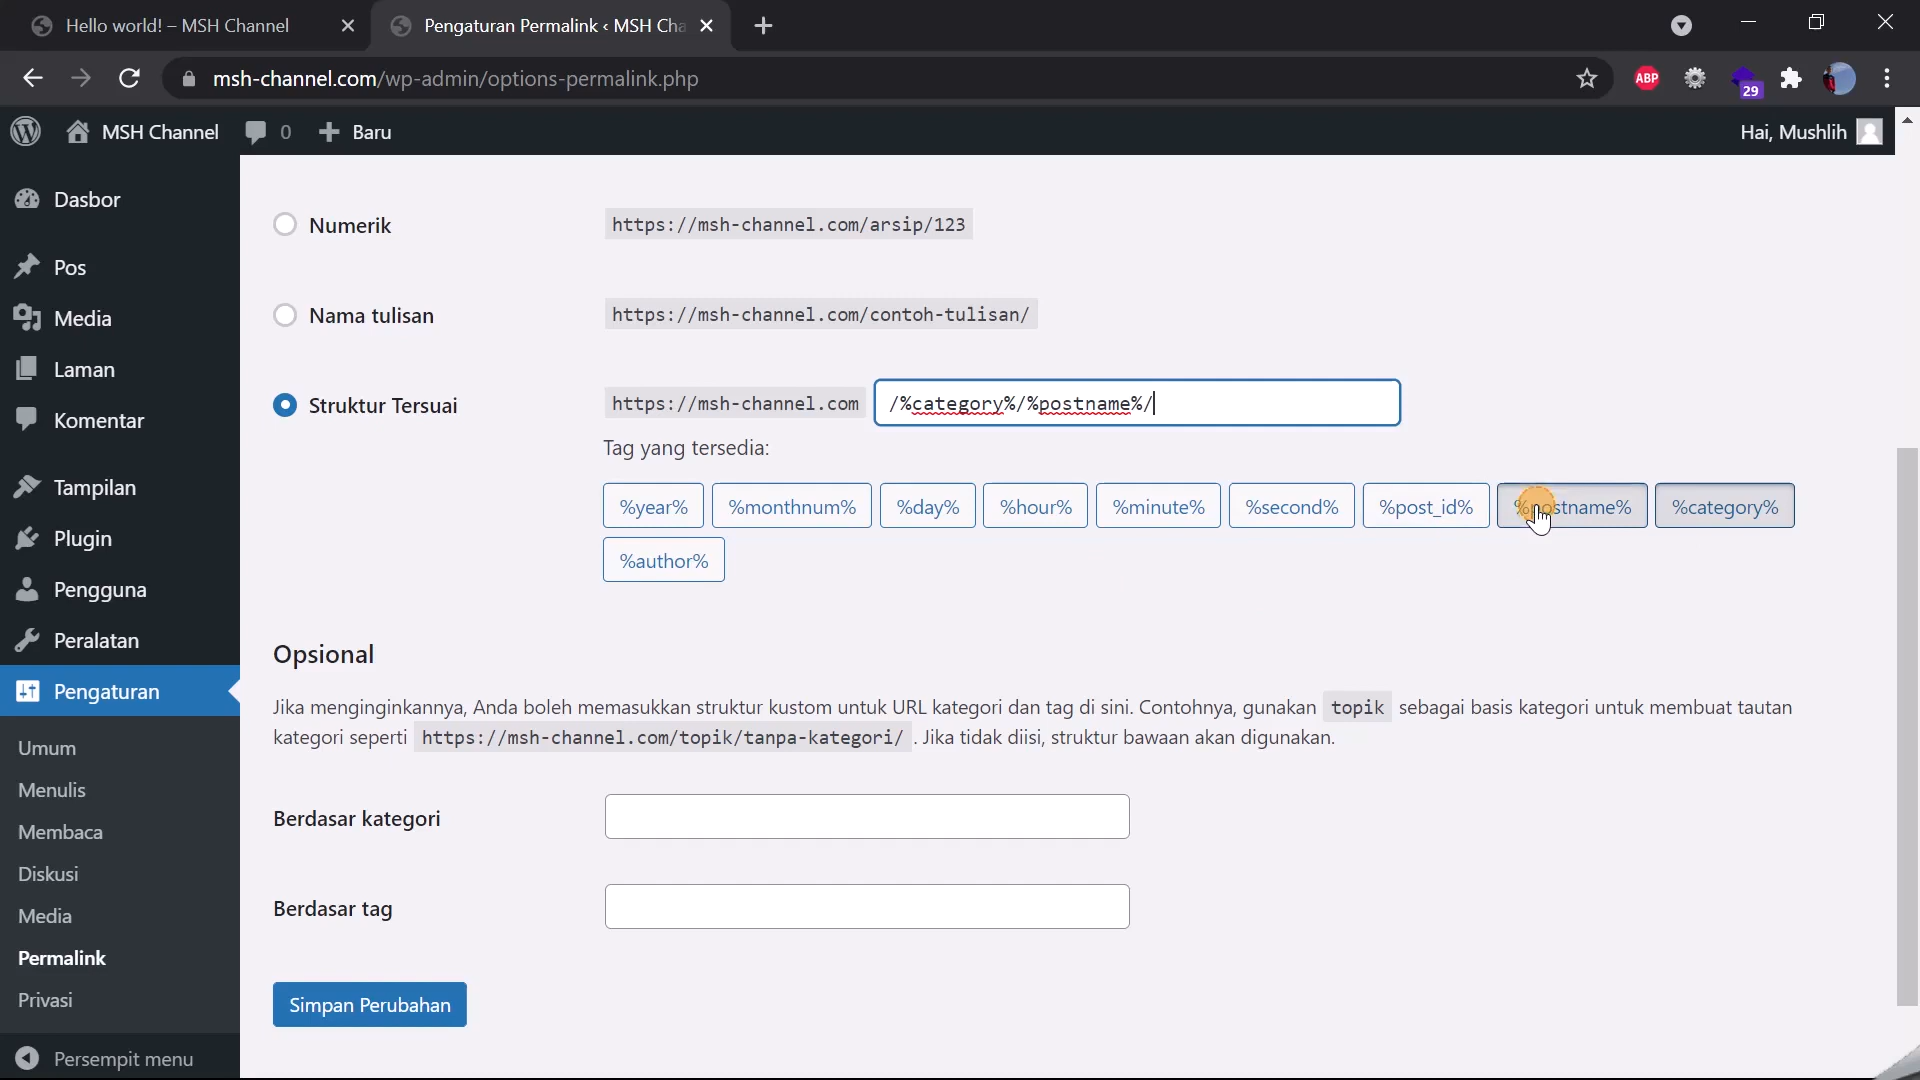 Hello world! – MSH Channel
Pengaturan Permalink ‹ MSH Cha
msh-channel.com/wp-admin/options-permalink.php
ABP
29
MSH Channel
0
Baru
Hai, Mushlih
Dasbor
Pos
Media
Laman
Komentar
Tampilan
Plugin
Pengguna
Peralatan
Pengaturan
Umum
Menulis
Membaca
Diskusi
Media
Permalink
Privasi
Persempit menu
Numerik
https://msh-channel.com/arsip/123
Nama tulisan
https://msh-channel.com/contoh-tulisan/
Struktur Tersuai
https://msh-channel.com /%category%/%postname%/
Tag yang tersedia:
%year% %monthnum% %day% %hour% %minute% %second% %post_id% %postname% %category%
%author%
Opsional
Jika menginginkannya, Anda boleh memasukkan struktur kustom untuk URL kategori dan tag di sini. Contohnya, gunakan topik sebagai basis kategori untuk membuat tautan
kategori seperti https://msh-channel.com/topik/tanpa-kategori/ . Jika tidak diisi, struktur bawaan akan digunakan.
Berdasar kategori
Berdasar tag
Simpan Perubahan